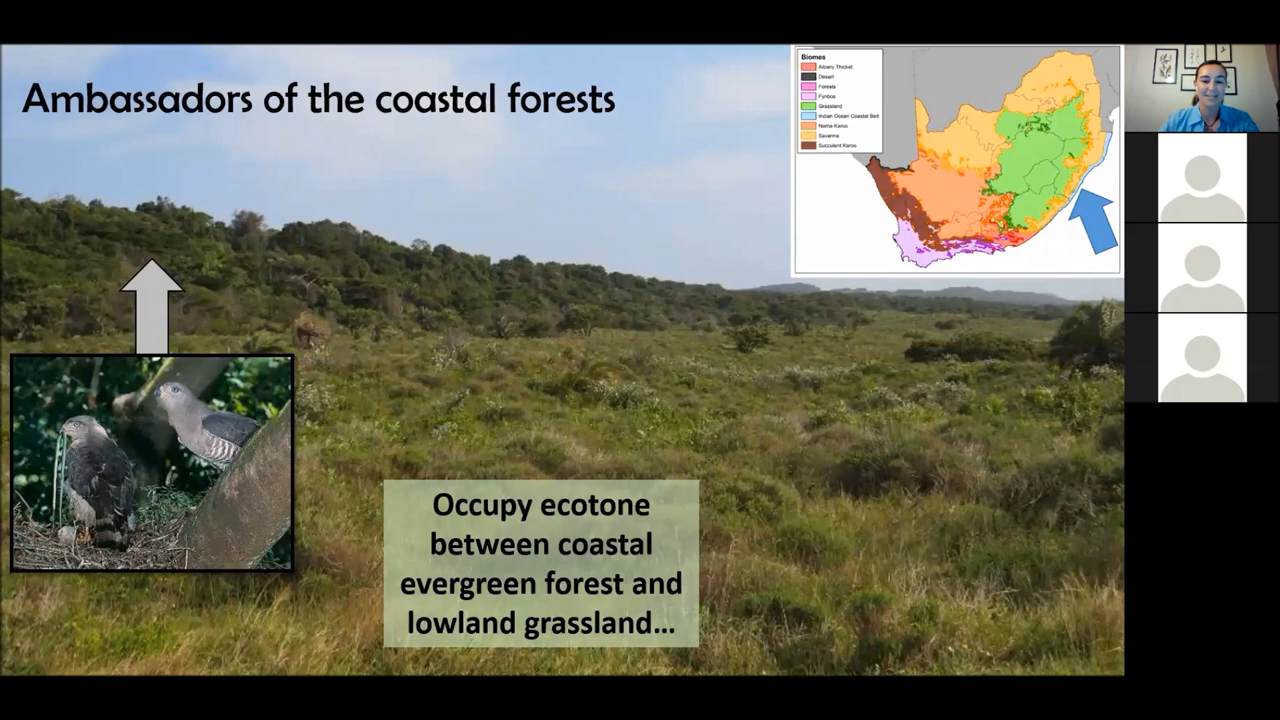 Ambassadors of the coastal forests
Biomes
Albany Thicket
Desert
Forests
Fynbos
Grassland
Indian Ocean Coastal Belt
Nama-Karoo
Savanna
Succulent Karoo
Occupy ecotone
between coastal
evergreen forest and
lowland grassland...